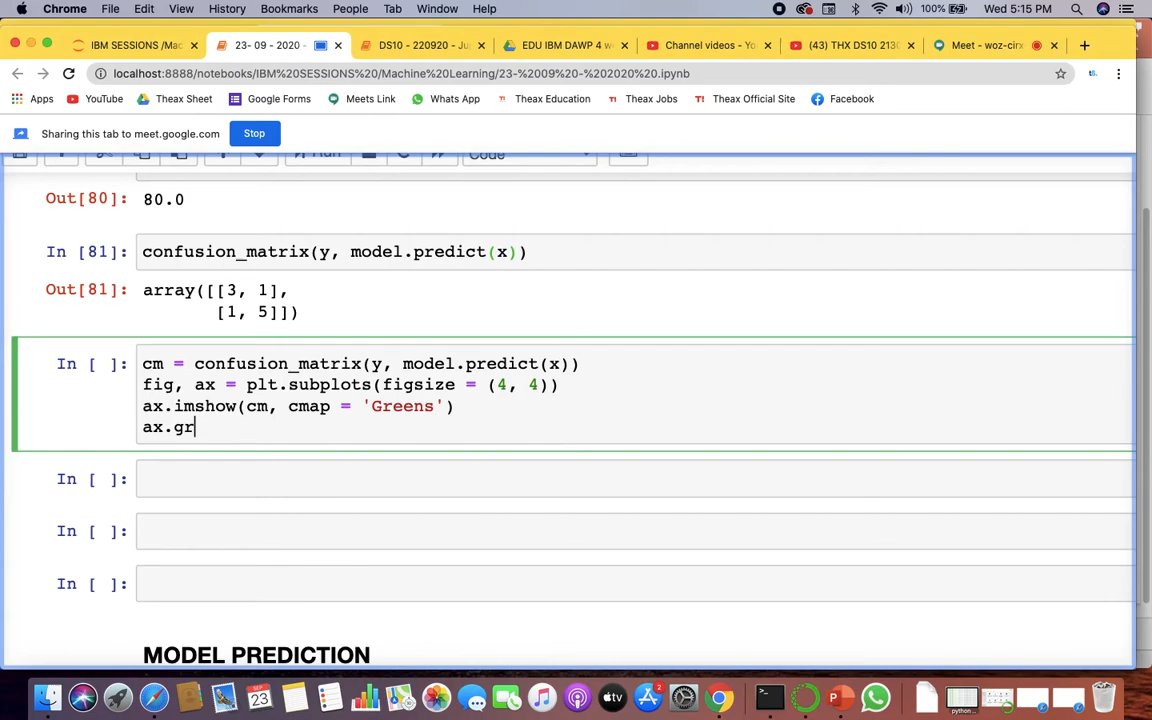 Chrome File Edit View History Bookmarks People Tab Window Help 100% Wed 5:15 PM
IBM SESSIONS /Mac 23- 09 - 2020 - DS10 - 220920 - Ju EDU IBM DAWP 4 w Channel videos - Yo (43) THX DS10 2130 Meet - woz-cirx
localhost:8888/notebooks/IBM%20SESSIONS%20/Machine%20Learning/23-%2009%20-%202020%20.ipynb
Apps YouTube Theax Sheet Google Forms Meets Link Whats App Theax Education Theax Jobs Theax Official Site Facebook
Sharing this tab to meet.google.com Stop
Run Code
Out[80]: 80.0
In [81]: confusion_matrix(y, model.predict(x))
Out[81]: array([[3, 1],
[1, 5]])
In [ ]: cm = confusion_matrix(y, model.predict(x))
fig, ax = plt.subplots(figsize = (4, 4))
ax.imshow(cm, cmap = 'Greens')
ax.gr
In [ ]:
In [ ]:
In [ ]:
MODEL PREDICTION